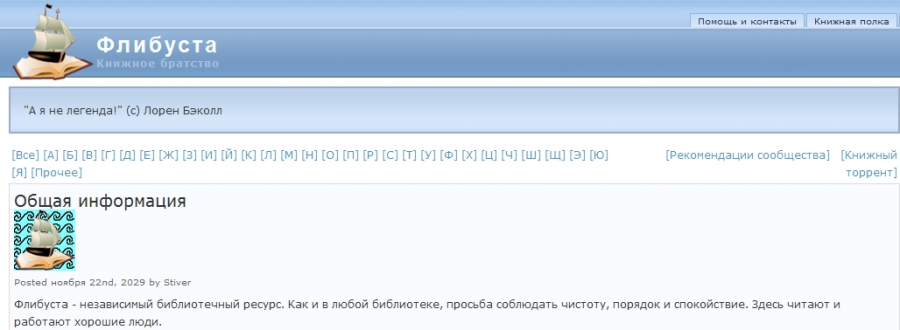 Помощь и контакты Книжная полка
Флибуста
Книжное братство
"А я не легенда!" (с) Лорен Бэколл
[Все] [А] [Б] [В] [Г] [Д] [Е] [Ж] [З] [И] [Й] [К] [Л] [М] [Н] [О] [П] [Р] [С] [Т] [У] [Ф] [Х] [Ц] [Ч] [Ш] [Щ] [Э] [Ю]
[Я] [Прочее]
[Рекомендации сообщества] [Книжный
торрент]
Общая информация
Posted ноября 22nd, 2029 by Stiver
Флибуста - независимый библиотечный ресурс. Как и в любой библиотеке, просьба соблюдать чистоту, порядок и спокойствие. Здесь читают и
работают хорошие люди.